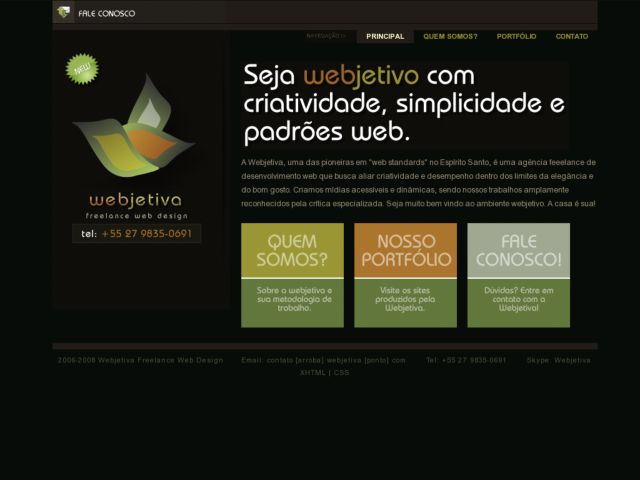 FALE CONOSCO
NAVEGAÇÃO ::
PRINCIPAL
QUEM SOMOS?
PORTFÓLIO
CONTATO
NEW
webjetiva
freelance web design
tel: +55 27 9835-0691
Seja webjetivo com
criatividade, simplicidade e
padrões web.
A Webjetiva, uma das pioneiras em "web standards" no Espírito Santo, é uma agência feeelance de
desenvolvimento web que busca aliar criatividade e desempenho dentro dos limites da elegância e
do bom gosto. Criamos mídias acessíveis e dinâmicas, sendo nossos trabalhos amplamente
reconhecidos pela crítica especializada. Seja muito bem vindo ao ambiente webjetivo. A casa é sua!
QUEM
SOMOS?
Sobre a webjetiva e
sua metodologia de
trabalho.
NOSSO
PORTFÓLIO
Visite os sites
produzidos pela
Webjetiva.
FALE
CONOSCO!
Dúvidas? Entre em
contato com a
Webjetiva!
2006-2008 Webjetiva Freelance Web Design
Email: contato [arroba] webjetiva [ponto] com
Tel: +55 27 9835-0691
Skype: Webjetiva
XHTML | CSS